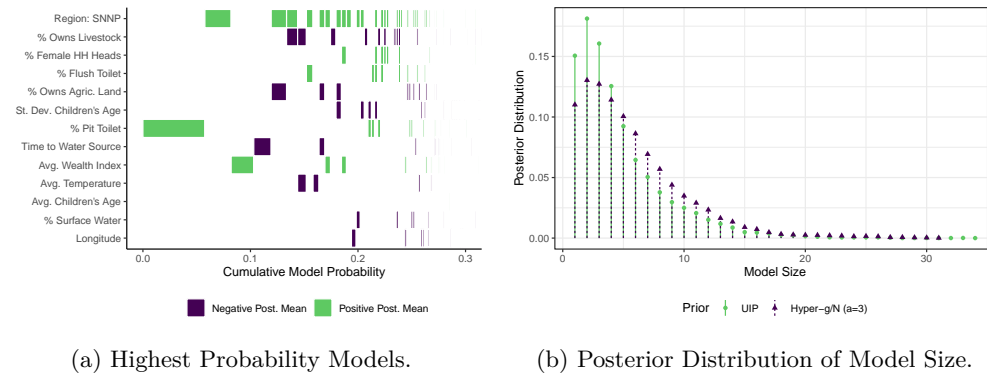 Region: SNNP
% Owns Livestock
% Female HH Heads
% Flush Toilet
% Owns Agric. Land
St. Dev. Children's Age
% Pit Toilet
Time to Water Source
Avg. Wealth Index
Avg. Temperature
Avg. Children's Age
% Surface Water
Longitude
0.0 0.1 0.2 0.3
Cumulative Model Probability
Negative Post. Mean Positive Post. Mean
(a) Highest Probability Models.
Posterior Distribution
0.15
0.10
0.05
0.00
0 10 20 30
Model Size
Prior UIP Hyper−g/N (a=3)
(b) Posterior Distribution of Model Size.